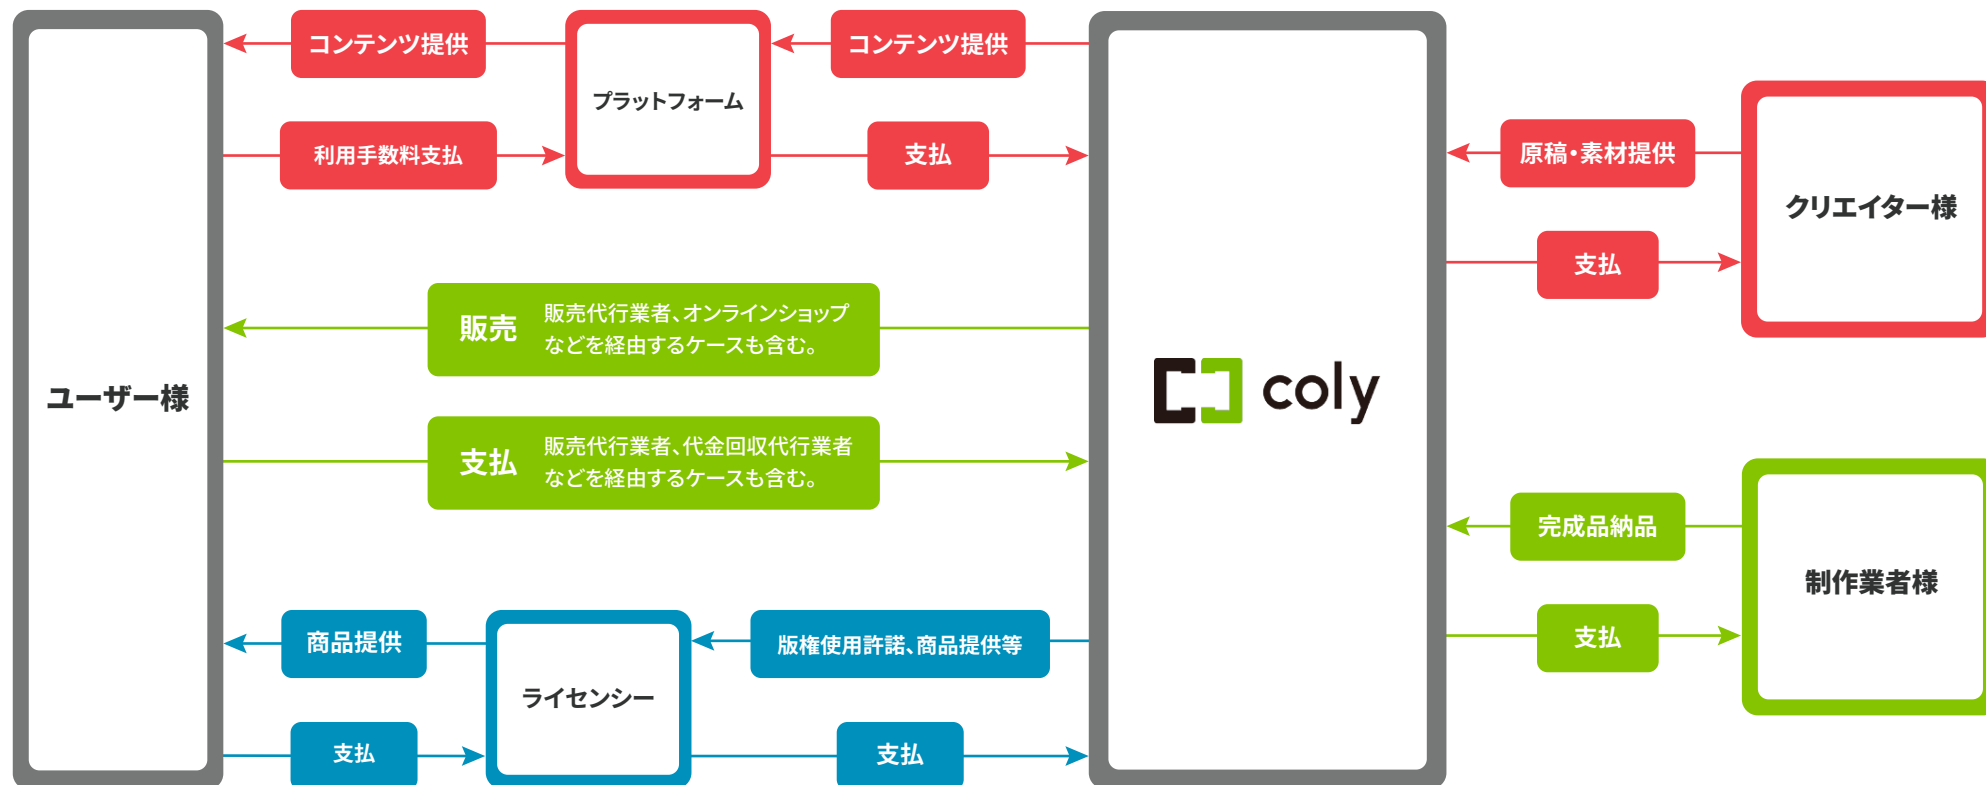 コンテンツ提供
コンテンツ提供
プラットフォーム
利用手数料支払
支払
原稿・素材提供
クリエイター様
支払
販売
販売代行業者、オンラインショップ
などを経由するケースも含む。
ユーザー様
coly
支払
販売代行業者、代金回収代行業者
などを経由するケースも含む。
完成品納品
制作業者様
支払
商品提供
版権使用許諾、商品提供等
ライセンシー
支払
支払